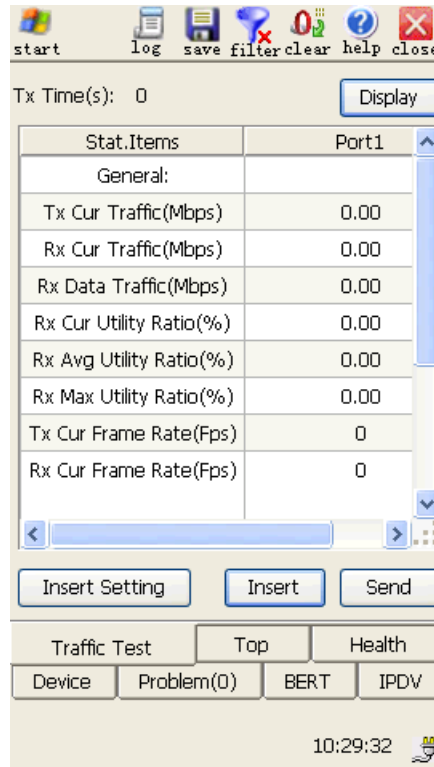 start log save filter clear help close
Tx Time(s): 0 Display
Stat.Items Port1
General:
Tx Cur Traffic(Mbps) 0.00
Rx Cur Traffic(Mbps) 0.00
Rx Data Traffic(Mbps) 0.00
Rx Cur Utility Ratio(%) 0.00
Rx Avg Utility Ratio(%) 0.00
Rx Max Utility Ratio(%) 0.00
Tx Cur Frame Rate(Fps) 0
Rx Cur Frame Rate(Fps) 0
Insert Setting Insert Send
Traffic Test Top Health
Device Problem(0) BERT IPDV
10:29:32